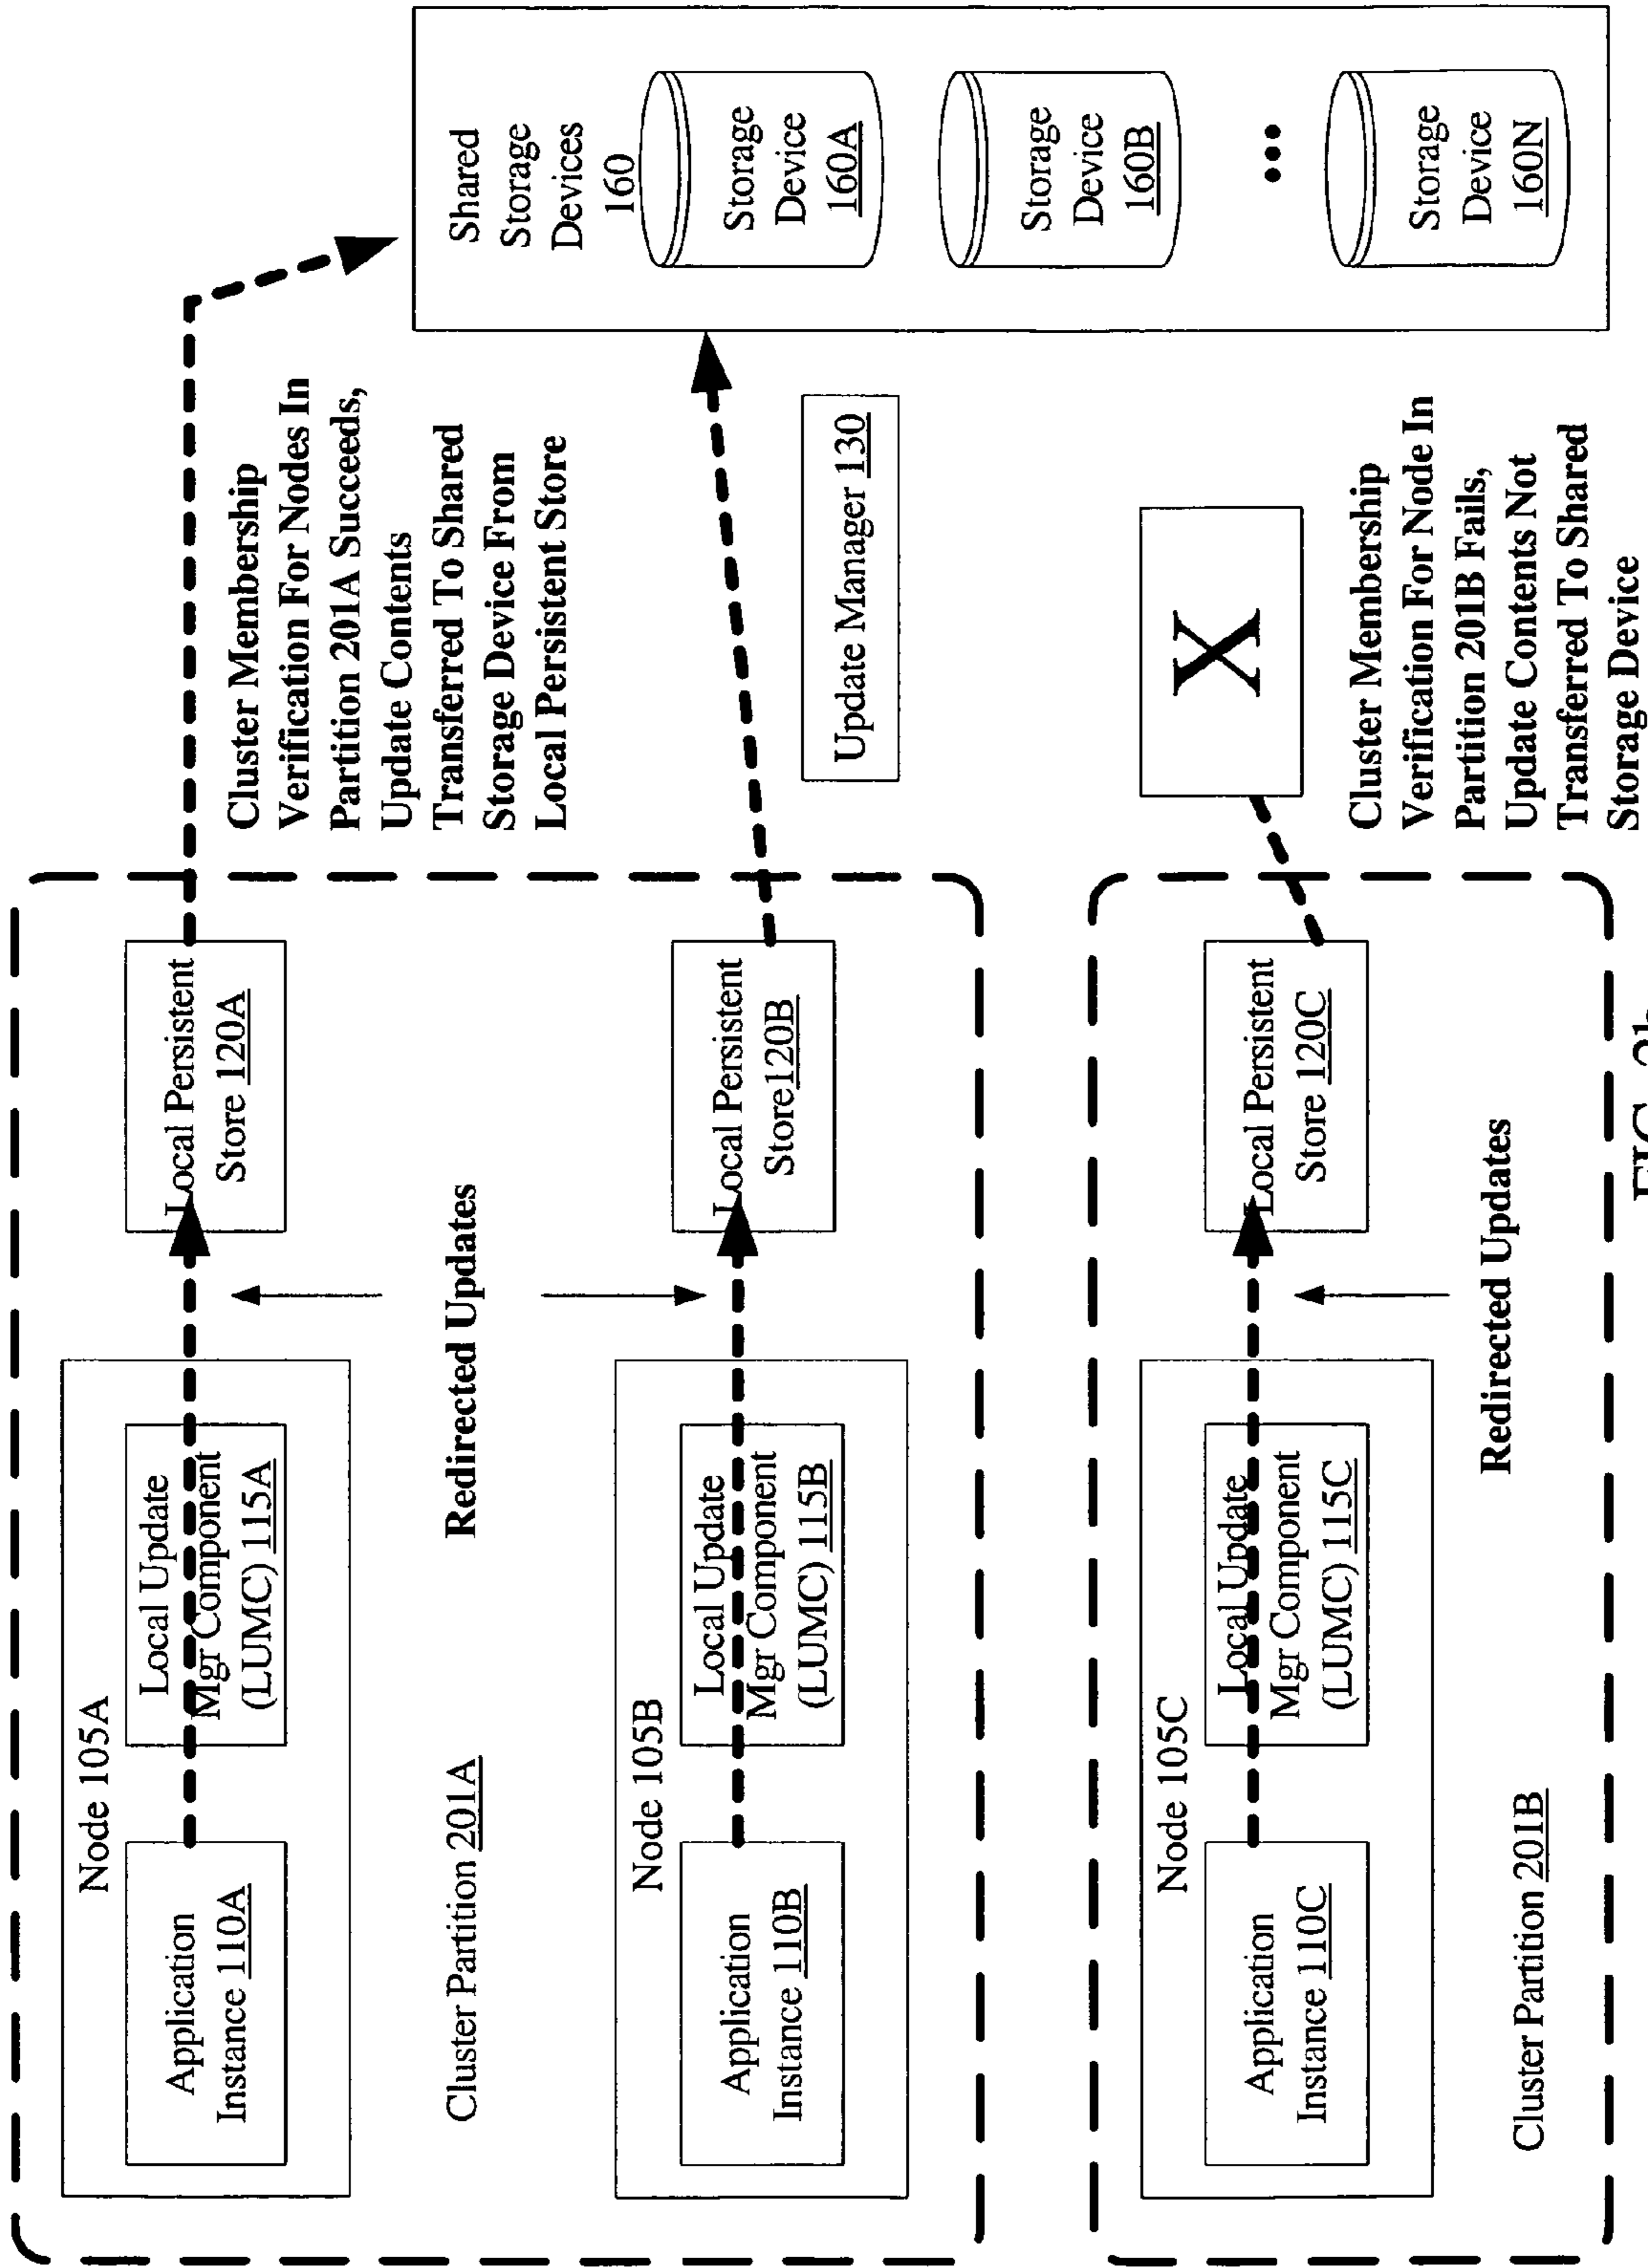 Node 105A
Application
Instance 110A
Local Update
Mgr Component
(LUMC) 115A
Local Persistent
Store 120A
Cluster Membership
Verification For Nodes In
Partition 201A Succeeds,
Update Contents
Transferred To Shared
Storage Device From
Local Persistent Store
Cluster Partition 201A
Redirected Updates
Node 105B
Application
Instance 110B
Local Update
Mgr Component
(LUMC) 115B
Local Persistent
Store120B
Update Manager 130
Shared
Storage
Devices
160
Storage
Device
160A
Storage
Device
160B
Storage
Device
160N
Node 105C
Application
Instance 110C
Local Update
Mgr Component
(LUMC) 115C
Local Persistent
Store 120C
X
Cluster Membership
Verification For Node In
Partition 201B Fails,
Update Contents Not
Transferred To Shared
Storage Device
Cluster Partition 201B
Redirected Updates
FIG. 2b